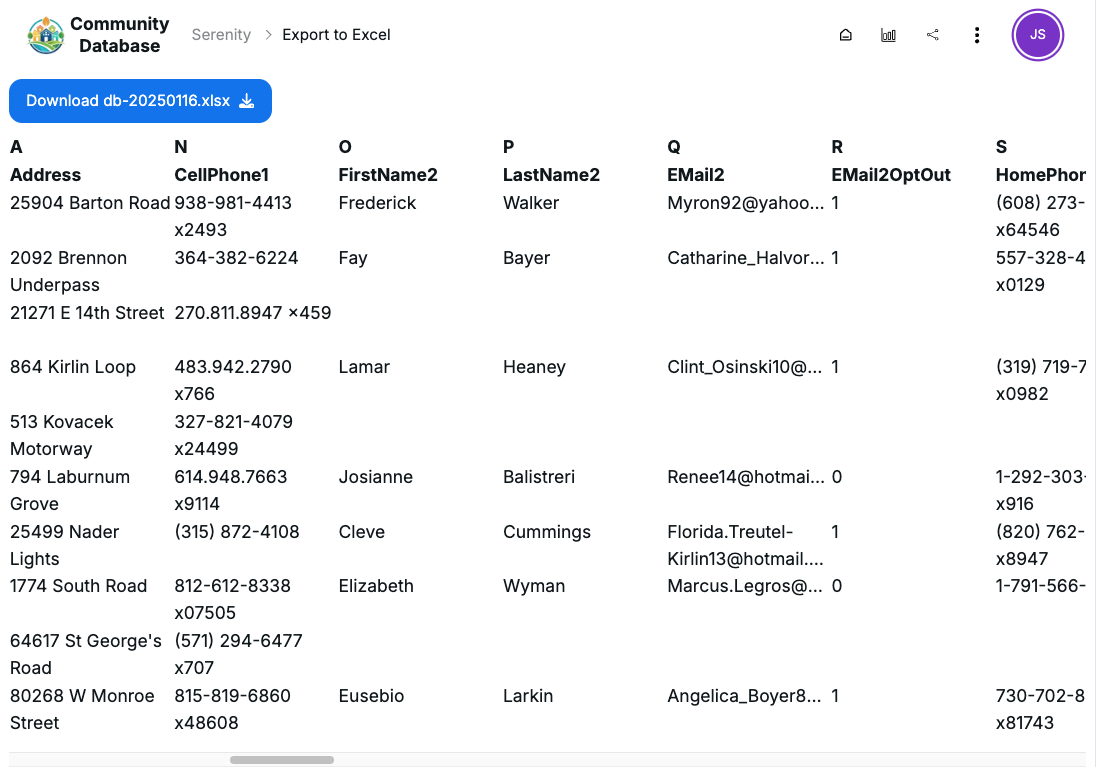 Community
Database
Serenity > Export to Excel
JS
Download db-20250116.xlsx
A N O P Q R S
Address CellPhone1 FirstName2 LastName2 EMail2 EMail2OptOut HomePhon
25904 Barton Road 938-981-4413 Frederick Walker Myron92@yahoo... 1 (608) 273-
x2493 x64546
2092 Brennon 364-382-6224 Fay Bayer Catharine_Halvor... 1 557-328-4
Underpass x0129
21271 E 14th Street 270.811.8947 x459
864 Kirlin Loop 483.942.2790 Lamar Heaney Clint_Osinski10@... 1 (319) 719-7
x766 x0982
513 Kovacek 327-821-4079
Motorway x24499
794 Laburnum 614.948.7663 Josianne Balistreri Renee14@hotmai... 0 1-292-303-
Grove x9114 x916
25499 Nader (315) 872-4108 Cleve Cummings Florida.Treutel- 1 (820) 762-
Lights Kirlin13@hotmail.... x8947
1774 South Road 812-612-8338 Elizabeth Wyman Marcus.Legros@... 0 1-791-566-
x07505
64617 St George's (571) 294-6477
Road x707
80268 W Monroe 815-819-6860 Eusebio Larkin Angelica_Boyer8... 1 730-702-8
Street x48608 x81743